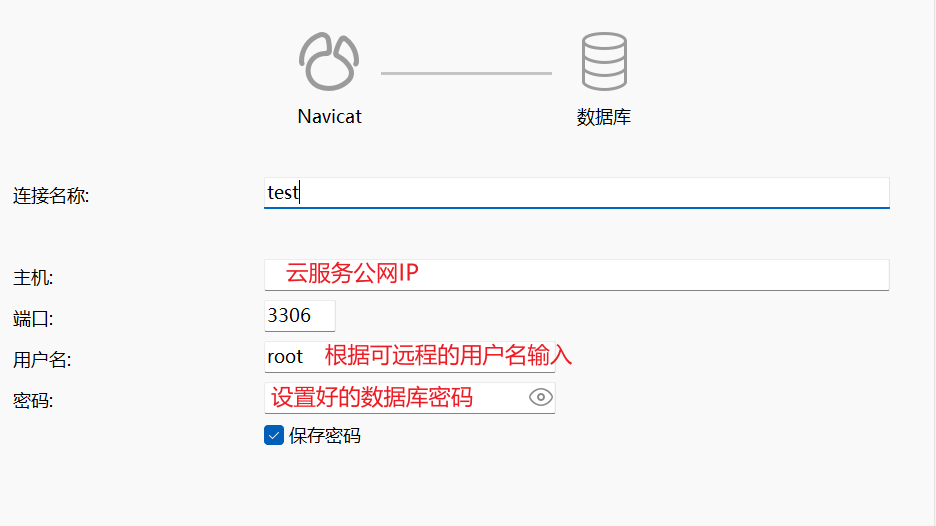 Navicat 数据库
连接名称: test
主机: 云服务公网IP
端口: 3306
用户名: root 根据可远程的用户名输入
密码: 设置好的数据库密码
保存密码